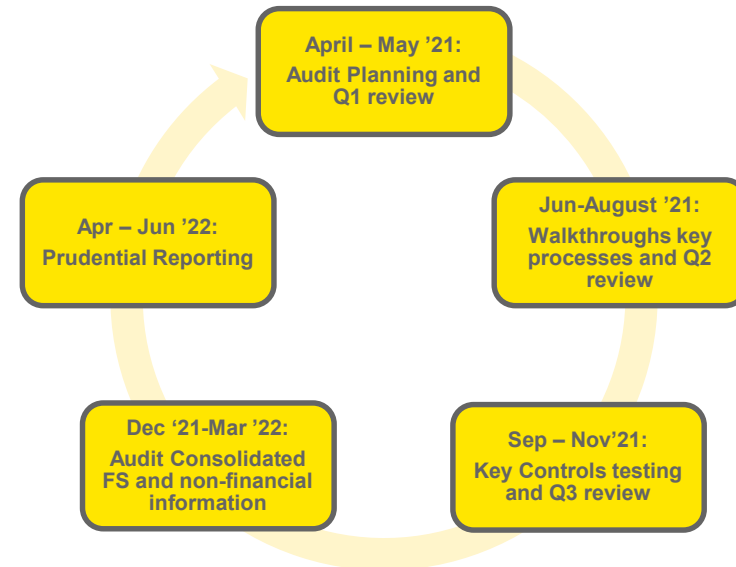 April – May ’21:
Audit Planning and
Q1 review
Jun-August ’21:
Walkthroughs key
processes and Q2
review
Sep – Nov’21:
Key Controls testing
and Q3 review
Dec ‘21-Mar ’22:
Audit Consolidated
FS and non-financial
information
Apr – Jun ’22:
Prudential Reporting